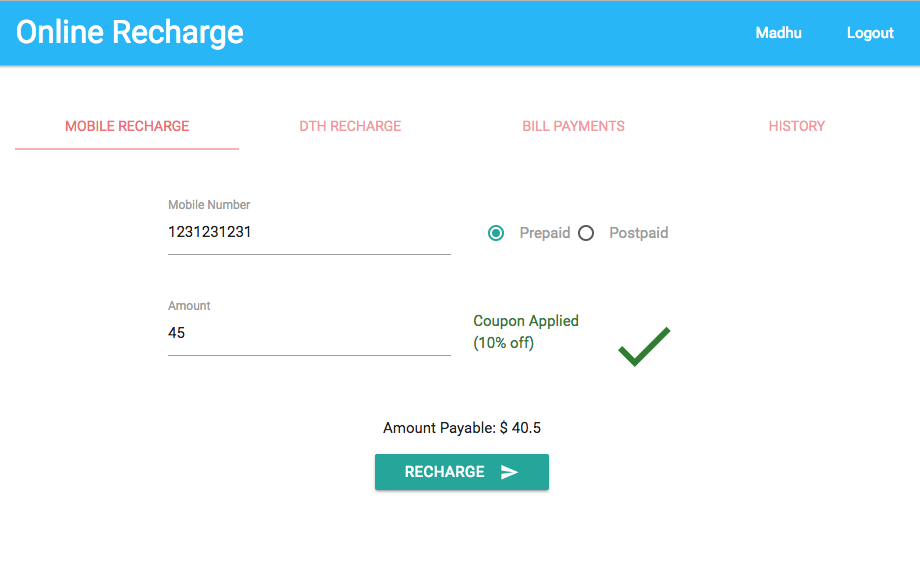 Online Recharge
Madhu
Logout
MOBILE RECHARGE
DTH RECHARGE
BILL PAYMENTS
HISTORY
Mobile Number
1231231231
Prepaid
Postpaid
Amount
45
Coupon Applied
(10% off)
Amount Payable: $ 40.5
RECHARGE